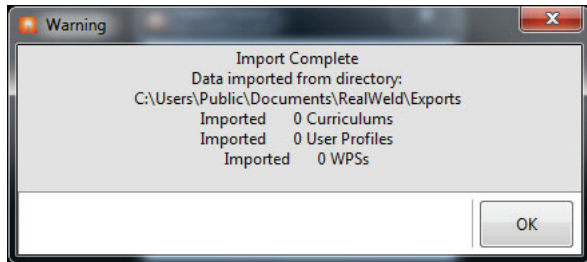 Warning
Import Complete
Data imported from directory:
C:\Users\Public\Documents\RealWeld\Exports
Imported 0 Curriculums
Imported 0 User Profiles
Imported 0 WPSs
OK